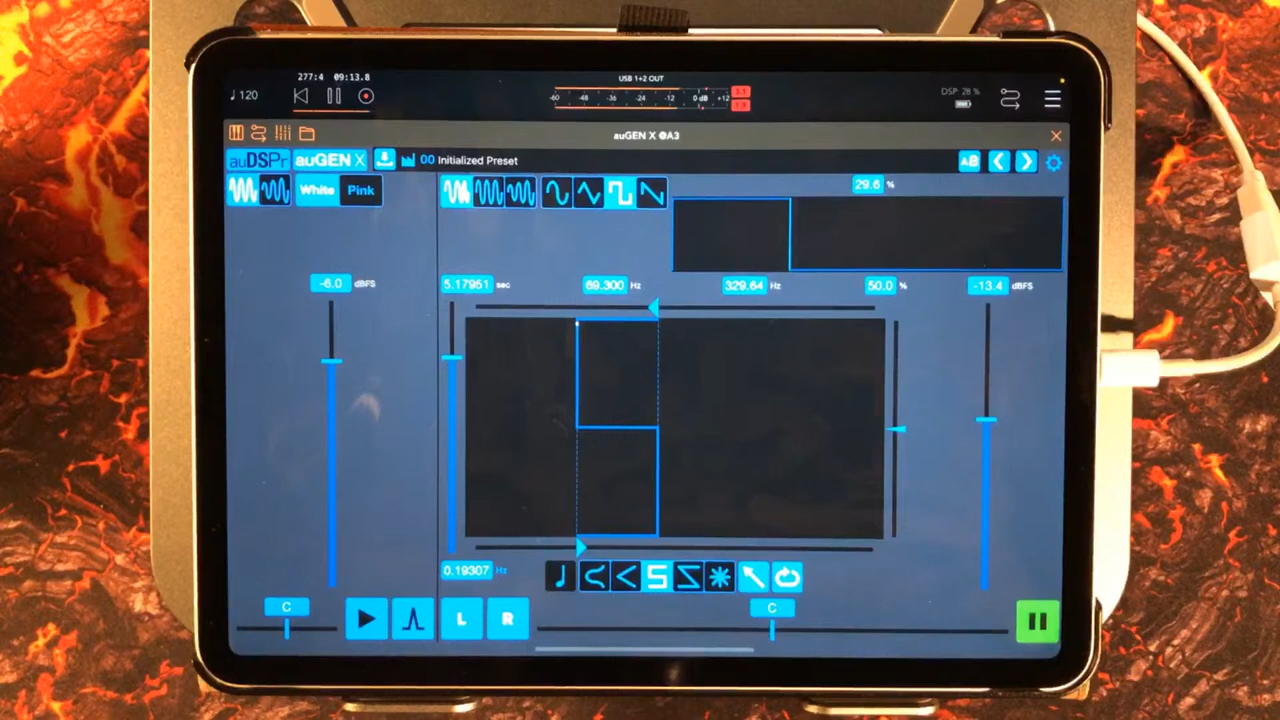 277:4 09:13.8
USB 1+2 OUT
♩120
-60 -48 -36 -24 -12 0 dB +12
DSP: 28 %
auGEN X @A3
auDSPr auGEN X 00 Initialized Preset
AB
White Pink
29.6 %
-6.0 dBFS
5.17951 sec
69.300 Hz
329.64 Hz
50.0 %
-13.4 dBFS
0.19307 Hz
C
L R
C